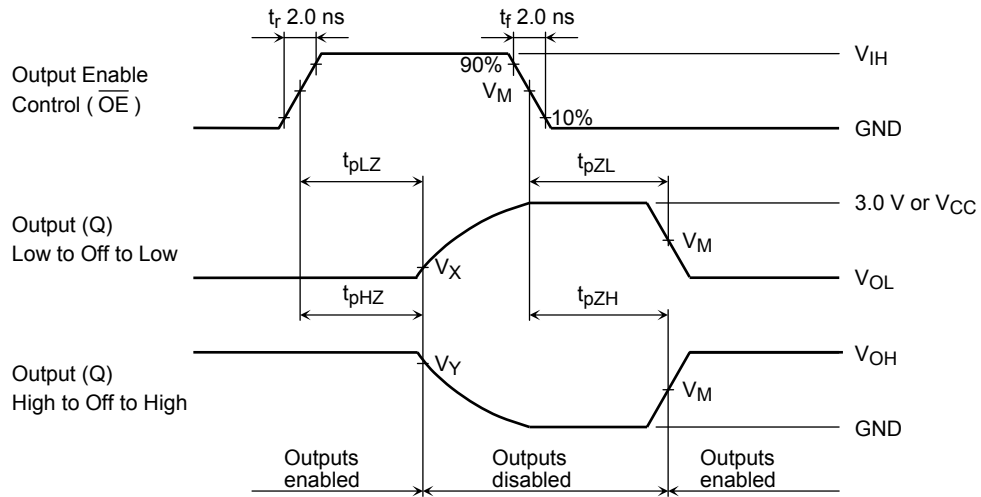 tr 2.0 ns
tf 2.0 ns
Output Enable
Control ( OE )
90%
VM
10%
VIH
GND
tpLZ
tpZL
Output (Q)
Low to Off to Low
VX
VM
3.0 V or VCC
VOL
tpHZ
tpZH
Output (Q)
High to Off to High
VY
VM
VOH
GND
Outputs
enabled
Outputs
disabled
Outputs
enabled